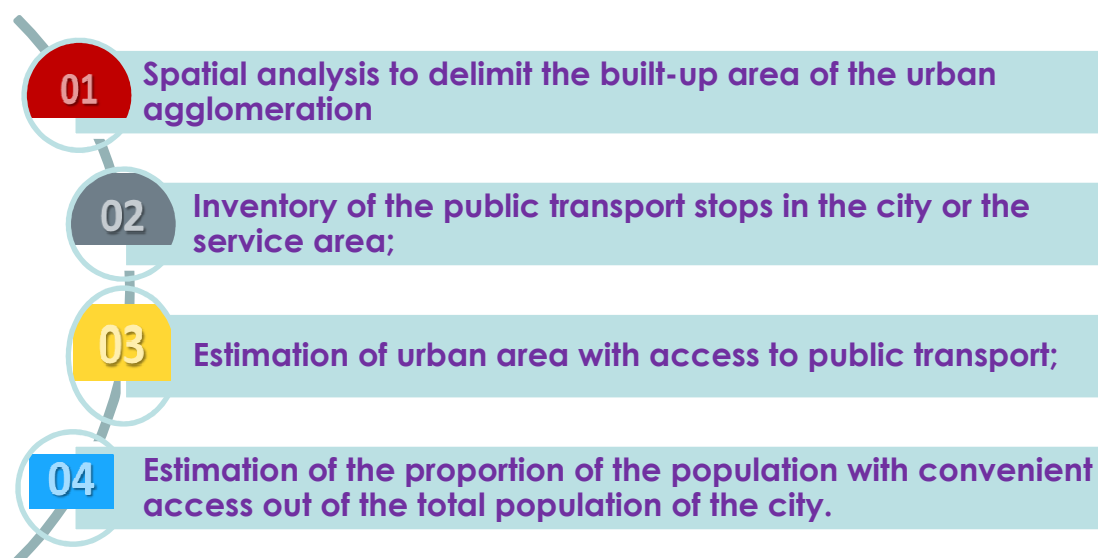 01
Spatial analysis to delimit the built-up area of the urban
agglomeration
02
Inventory of the public transport stops in the city or the
service area;
03
Estimation of urban area with access to public transport;
04
Estimation of the proportion of the population with convenient
access out of the total population of the city.